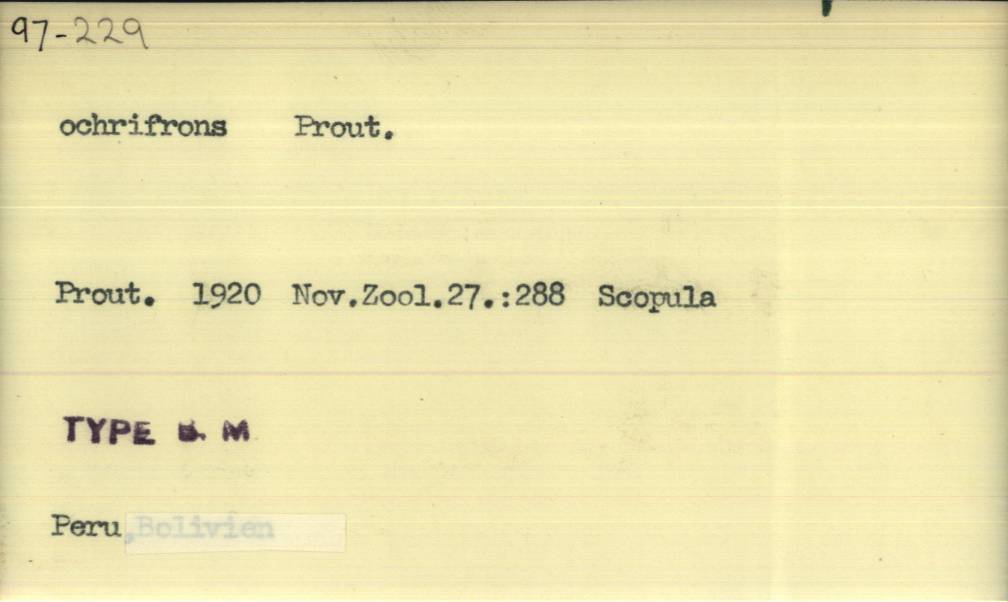 97-229
ochrifrons Prout.
Prout. 1920 Nov.Zool.27.:288 Scopula
TYPE B. M
Peru,Bolivien